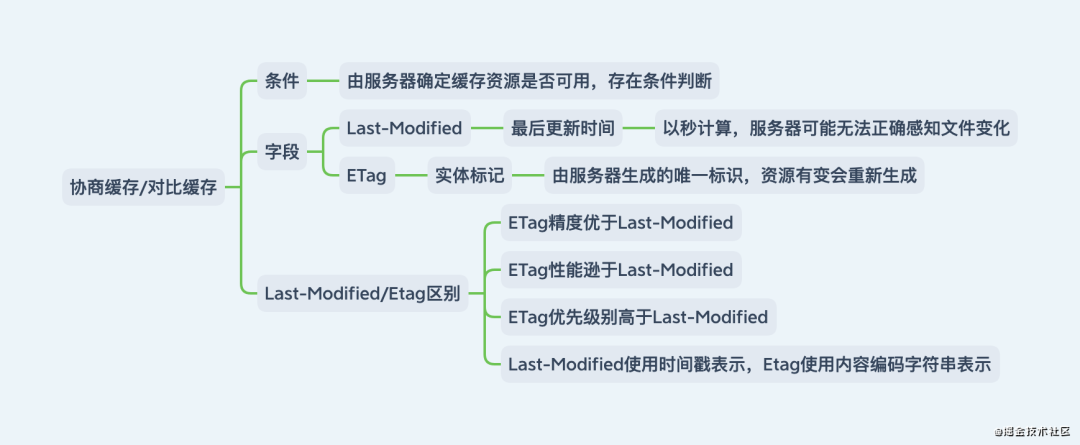 协商缓存/对比缓存
条件
由服务器确定缓存资源是否可用，存在条件判断
字段
Last-Modified
最后更新时间
以秒计算，服务器可能无法正确感知文件变化
ETag
实体标记
由服务器生成的唯一标识，资源有变会重新生成
Last-Modified/Etag区别
ETag精度优于Last-Modified
ETag性能逊于Last-Modified
ETag优先级别高于Last-Modified
Last-Modified使用时间戳表示，Etag使用内容编码字符串表示
@掘金技术社区